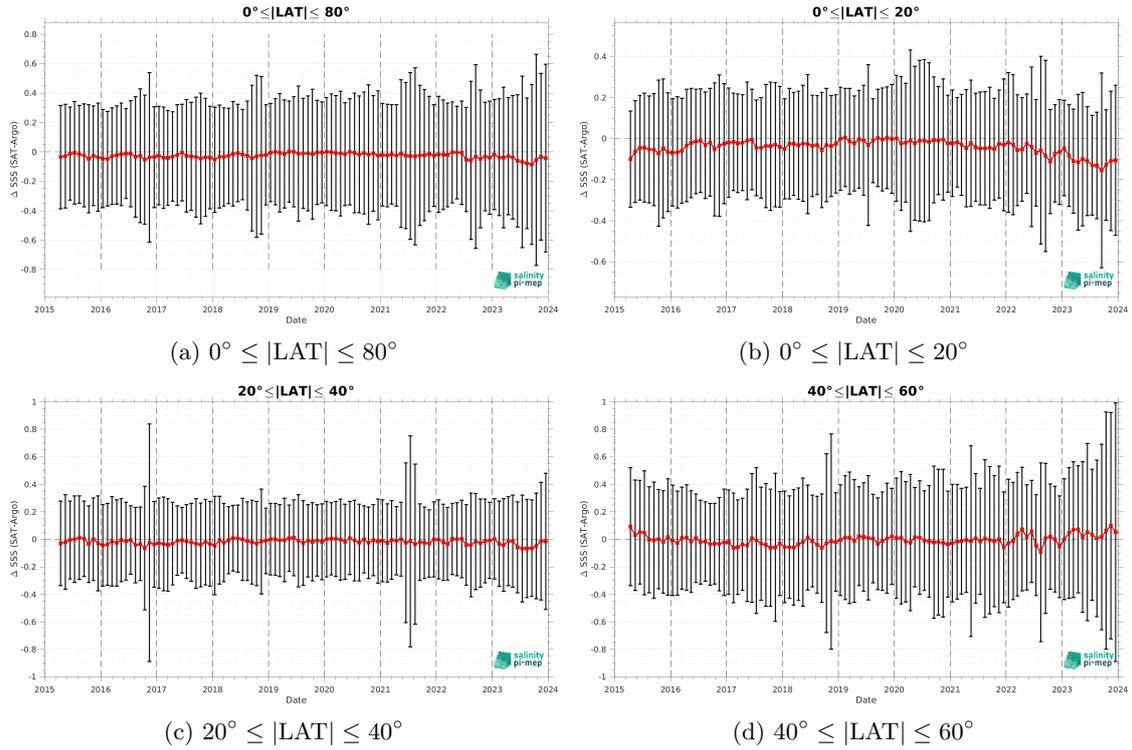 0°≤|LAT|≤ 80°
0.8
0.6
0.4
0.2
0
-0.2
-0.4
-0.6
-0.8
Δ SSS (SAT-Argo)
2015 2016 2017 2018 2019 2020 2021 2022 2023 2024
Date
salinity
pi-mep
(a) 0° ≤ |LAT| ≤ 80°
0°≤|LAT|≤ 20°
0.4
0.2
0
-0.2
-0.4
-0.6
Δ SSS (SAT-Argo)
2015 2016 2017 2018 2019 2020 2021 2022 2023 2024
Date
salinity
pi-mep
(b) 0° ≤ |LAT| ≤ 20°
20°≤|LAT|≤ 40°
1
0.8
0.6
0.4
0.2
0
-0.2
-0.4
-0.6
-0.8
-1
Δ SSS (SAT-Argo)
2015 2016 2017 2018 2019 2020 2021 2022 2023 2024
Date
salinity
pi-mep
(c) 20° ≤ |LAT| ≤ 40°
40°≤|LAT|≤ 60°
1
0.8
0.6
0.4
0.2
0
-0.2
-0.4
-0.6
-0.8
-1
Δ SSS (SAT-Argo)
2015 2016 2017 2018 2019 2020 2021 2022 2023 2024
Date
salinity
pi-mep
(d) 40° ≤ |LAT| ≤ 60°